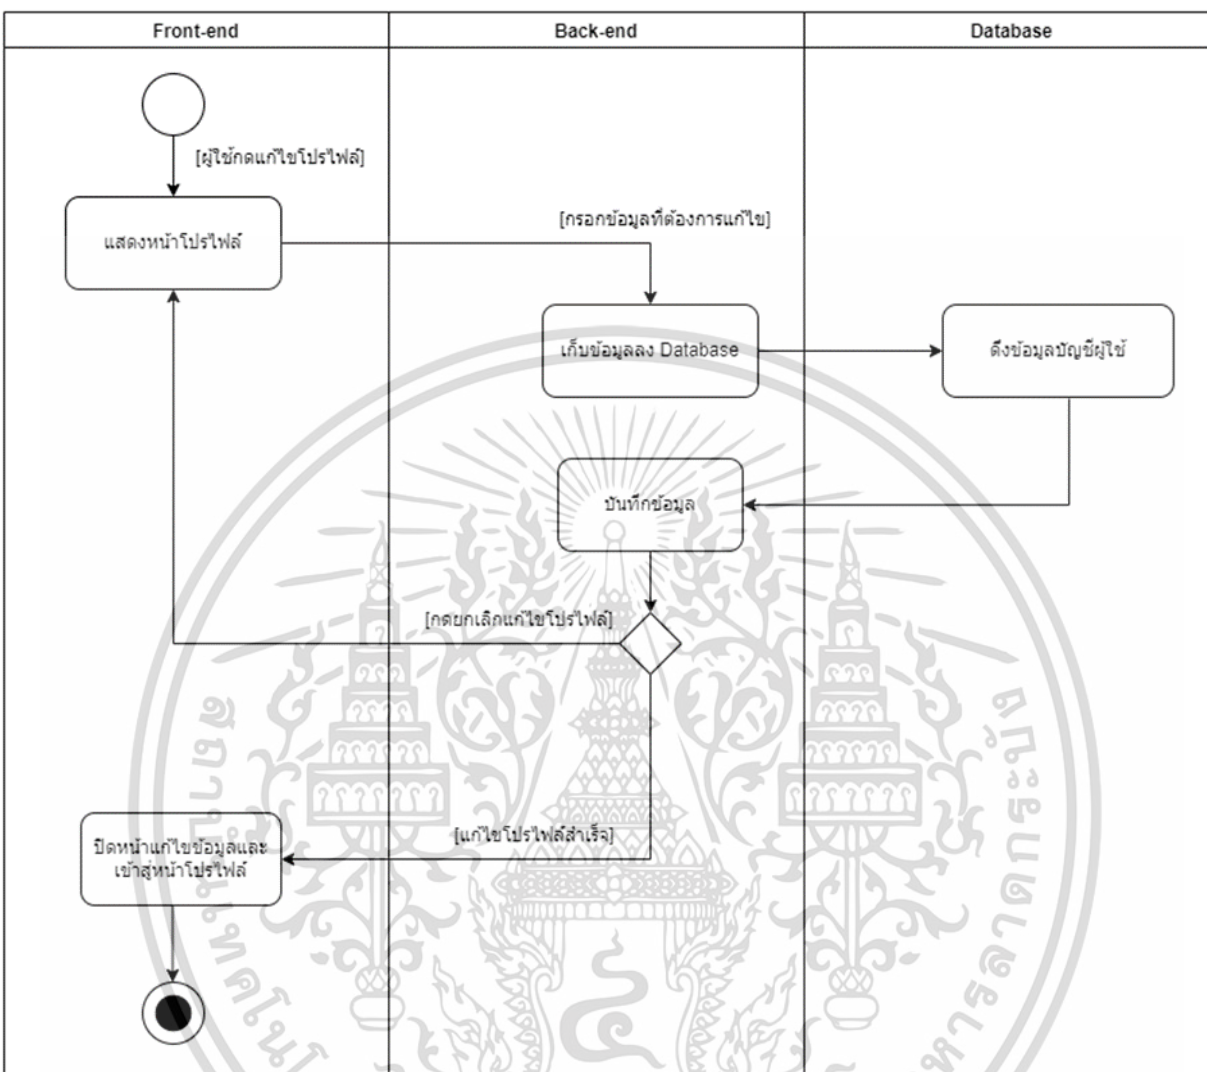 Front-end
Back-end
Database
[ผู้ใช้กดแก้ไขโปรไฟล์]
แสดงหน้าโปรไฟล์
[กรอกข้อมูลที่ต้องการแก้ไข]
เก็บข้อมูลลง Database
ดึงข้อมูลบัญชีผู้ใช้
บันทึกข้อมูล
[กดยกเลิกแก้ไขโปรไฟล์]
[แก้ไขโปรไฟล์สำเร็จ]
ปิดหน้าแก้ไขข้อมูลและ
เข้าสู่หน้าโปรไฟล์